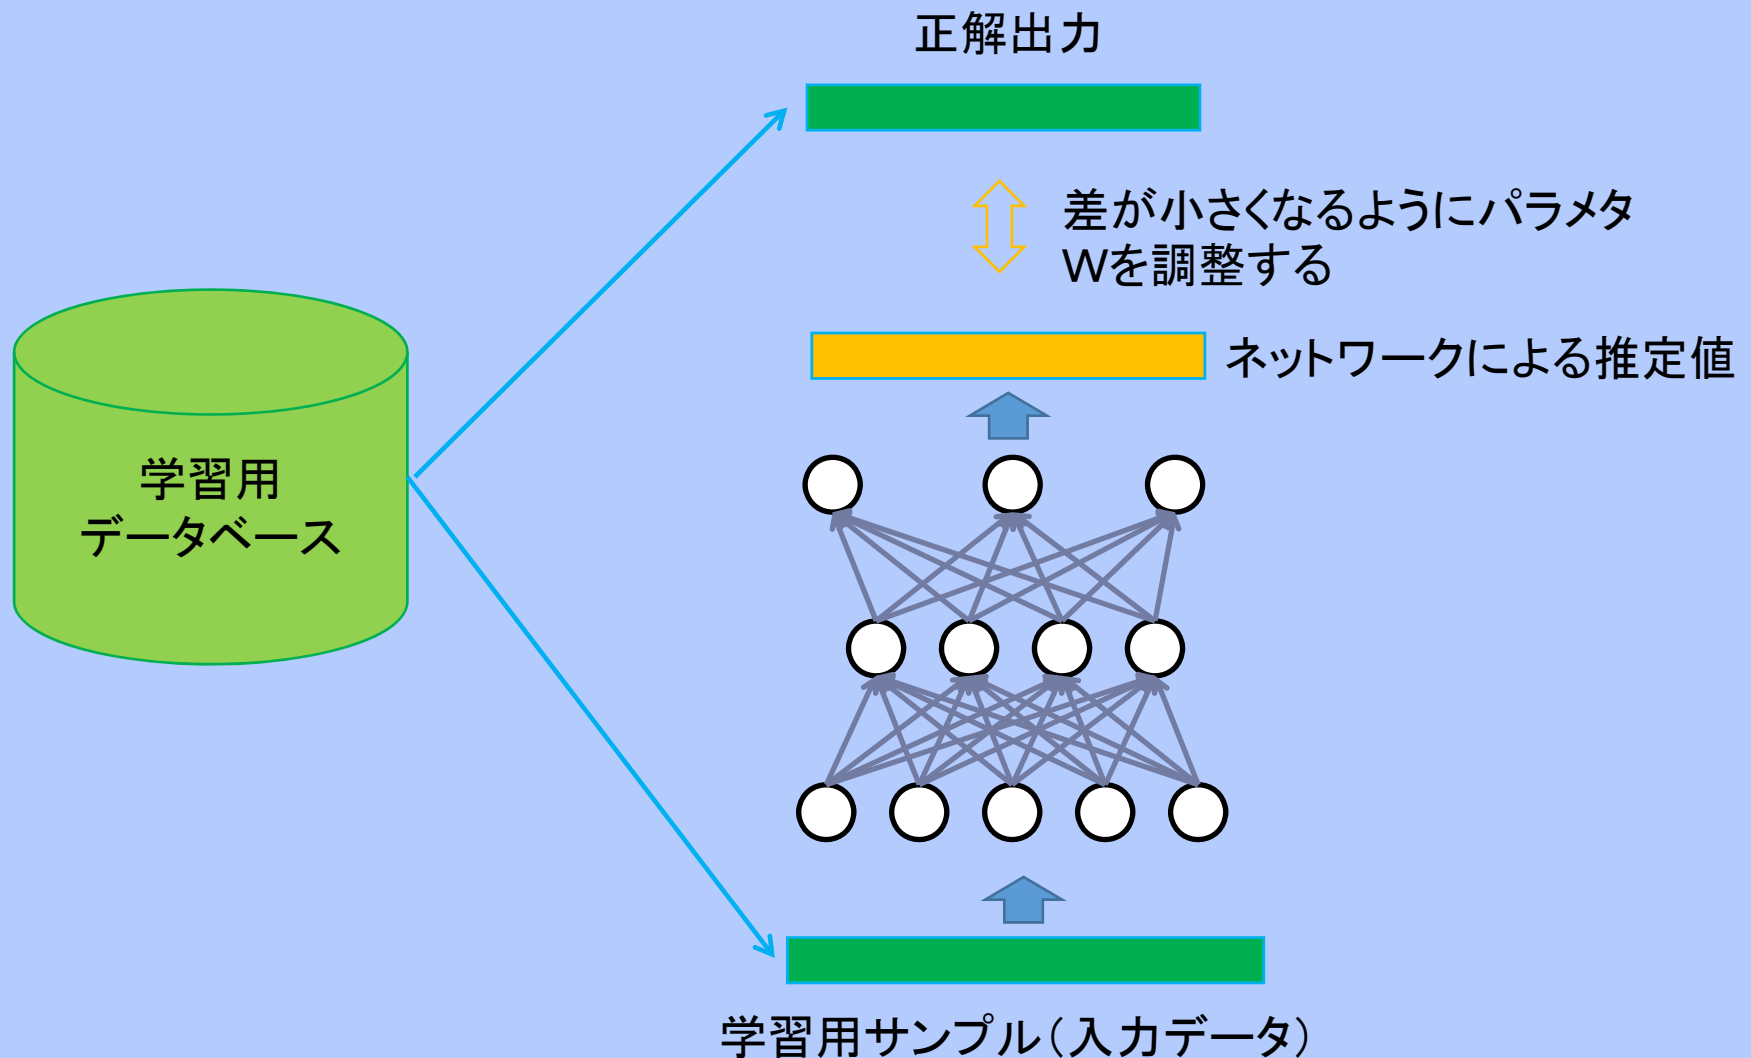 正解出力
差が小さくなるようにパラメタ
Wを調整する
ネットワークによる推定値
学習用
データベース
学習用サンプル（入力データ）